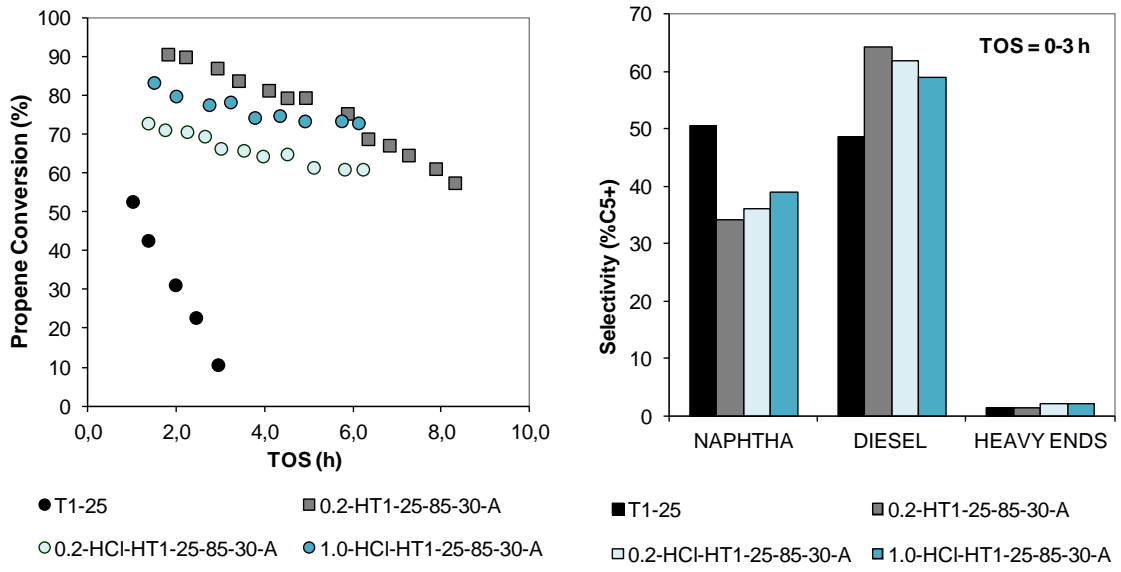 Propene Conversion (%)
100
90
80
70
60
50
40
30
20
10
0
0,0 2,0 4,0 6,0 8,0 10,0
TOS (h)
T1-25 0.2-HT1-25-85-30-A
0.2-HCl-HT1-25-85-30-A 1.0-HCl-HT1-25-85-30-A
Selectivity (%C5+)
TOS = 0-3 h
70
60
50
40
30
20
10
0
NAPHTHA DIESEL HEAVY ENDS
T1-25 0.2-HT1-25-85-30-A
0.2-HCl-HT1-25-85-30-A 1.0-HCl-HT1-25-85-30-A